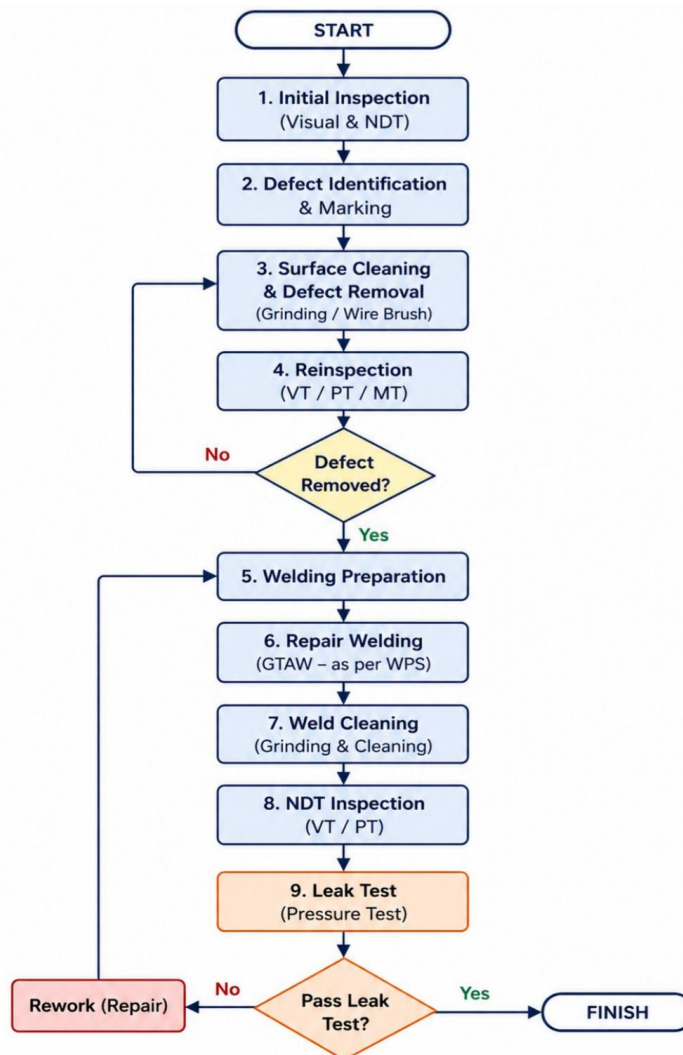 START
1. Initial Inspection
(Visual & NDT)
2. Defect Identification
& Marking
3. Surface Cleaning
& Defect Removal
(Grinding / Wire Brush)
4. Reinspection
(VT / PT / MT)
No
Defect
Removed?
Yes
5. Welding Preparation
6. Repair Welding
(GTAW – as per WPS)
7. Weld Cleaning
(Grinding & Cleaning)
8. NDT Inspection
(VT / PT)
9. Leak Test
(Pressure Test)
Rework (Repair)
No
Pass Leak
Test?
Yes
FINISH